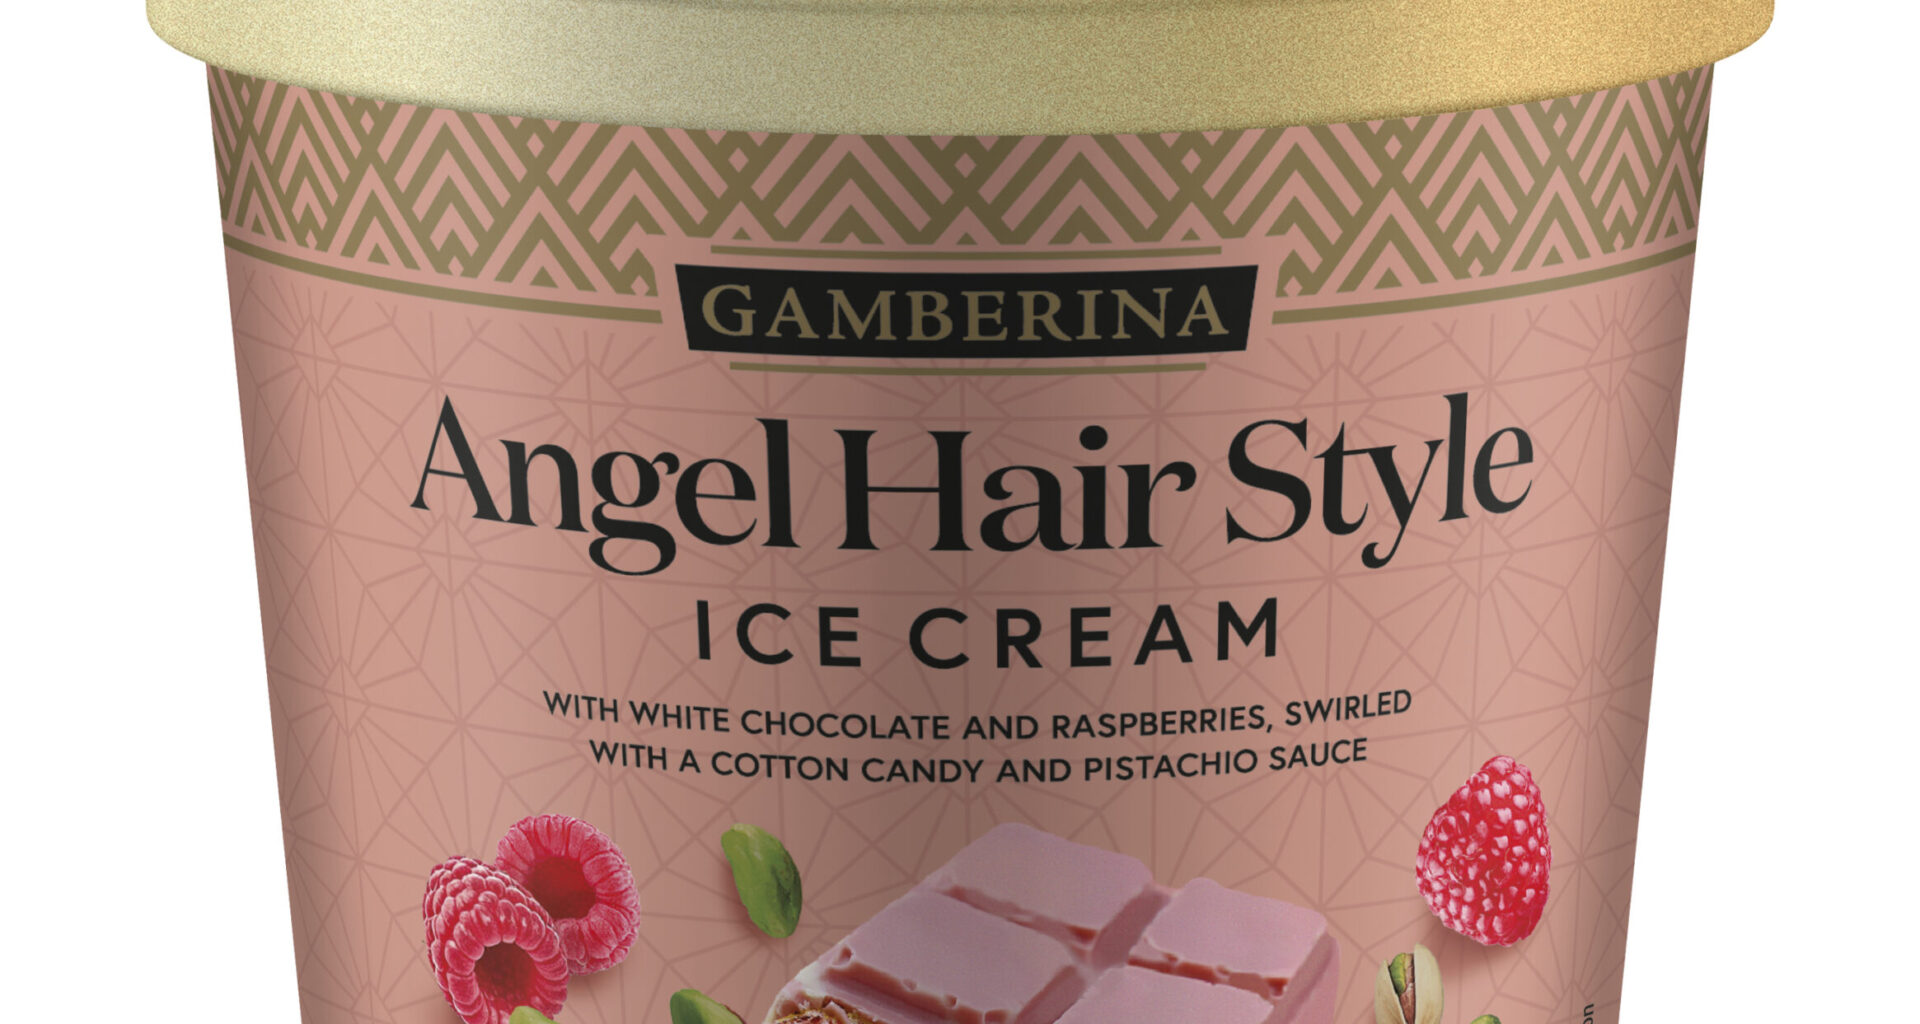 GAMBERINA
Angel Hair Style
ICE CREAM
WITH WHITE CHOCOLATE AND RASPBERRIES, SWIRLED
WITH A COTTON CANDY AND PISTACHIO SAUCE